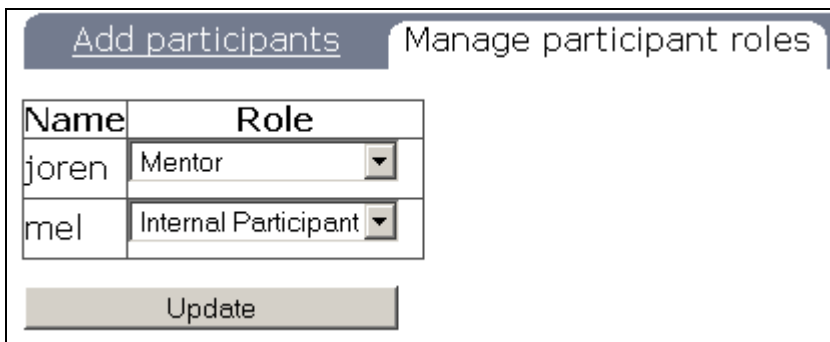 Add participants Manage participant roles
Name Role
joren Mentor
mel Internal Participant
Update